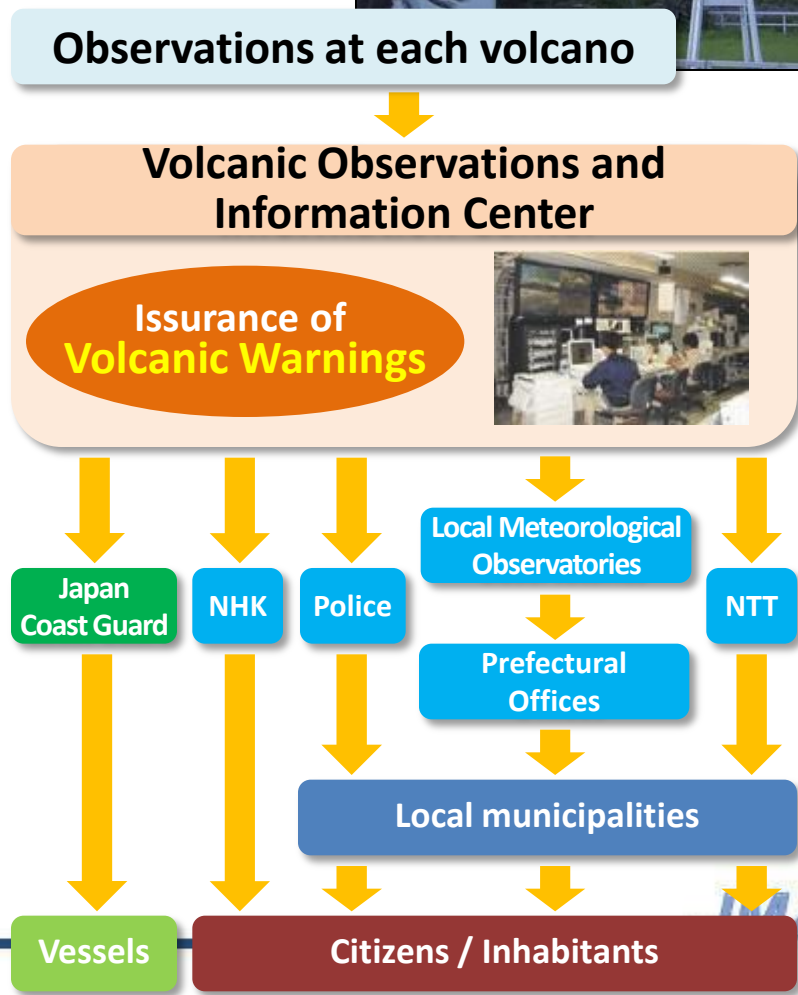 Observations at each volcano
Volcanic Observations and
Information Center
Issurance of
Volcanic Warnings
Local Meteorological
Observatories
Japan
Coast Guard
NHK
Police
NTT
Prefectural
Offices
Local municipalities
Vessels
Citizens / Inhabitants